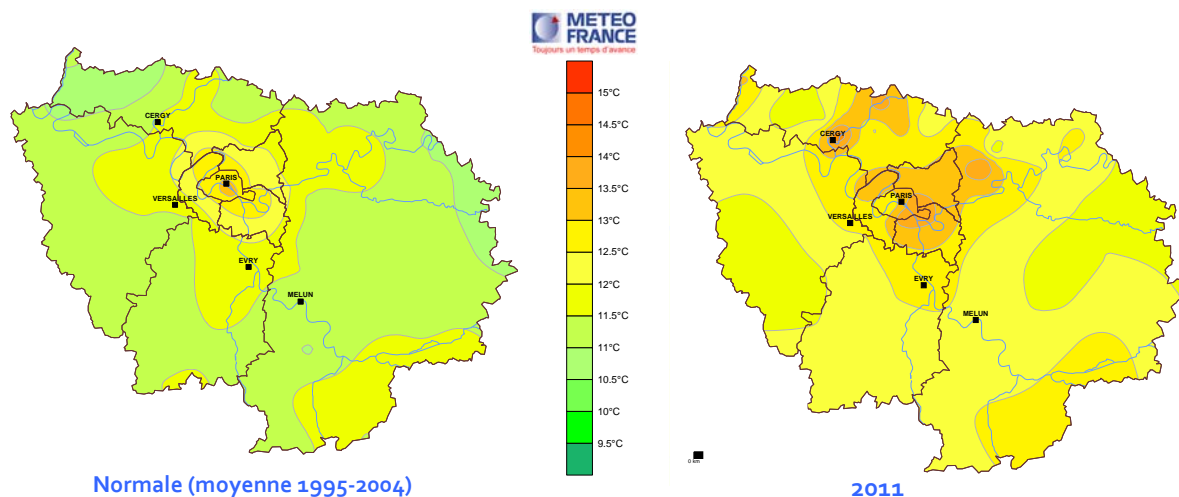 METEO
FRANCE
Toujours un temps d'avance
15°C
14.5°C
14°C
13.5°C
13°C
12.5°C
12°C
11.5°C
11°C
10.5°C
10°C
9.5°C
CERGY
PARIS
VERSAILLES
EVRY
MELUN
Normale (moyenne 1995-2004)
CERGY
PARIS
VERSAILLES
EVRY
MELUN
0 km
2011